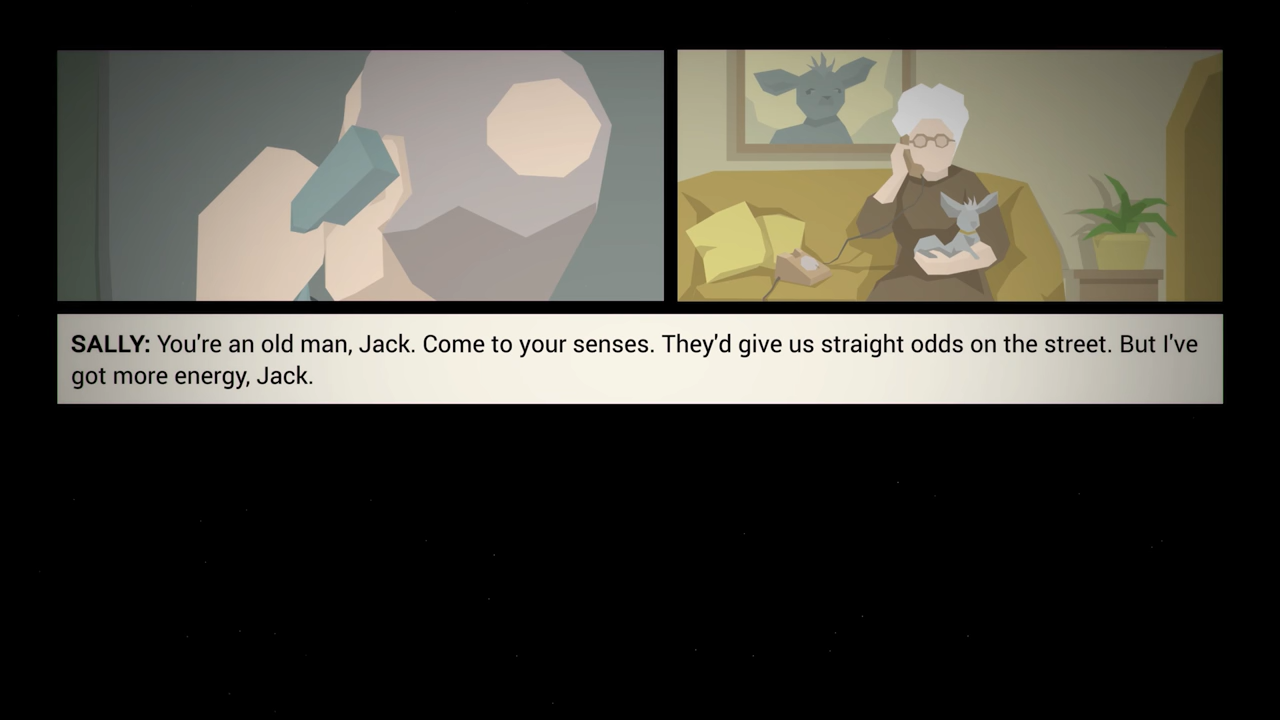 SALLY: You're an old man, Jack. Come to your senses. They'd give us straight odds on the street. But I've
got more energy, Jack.